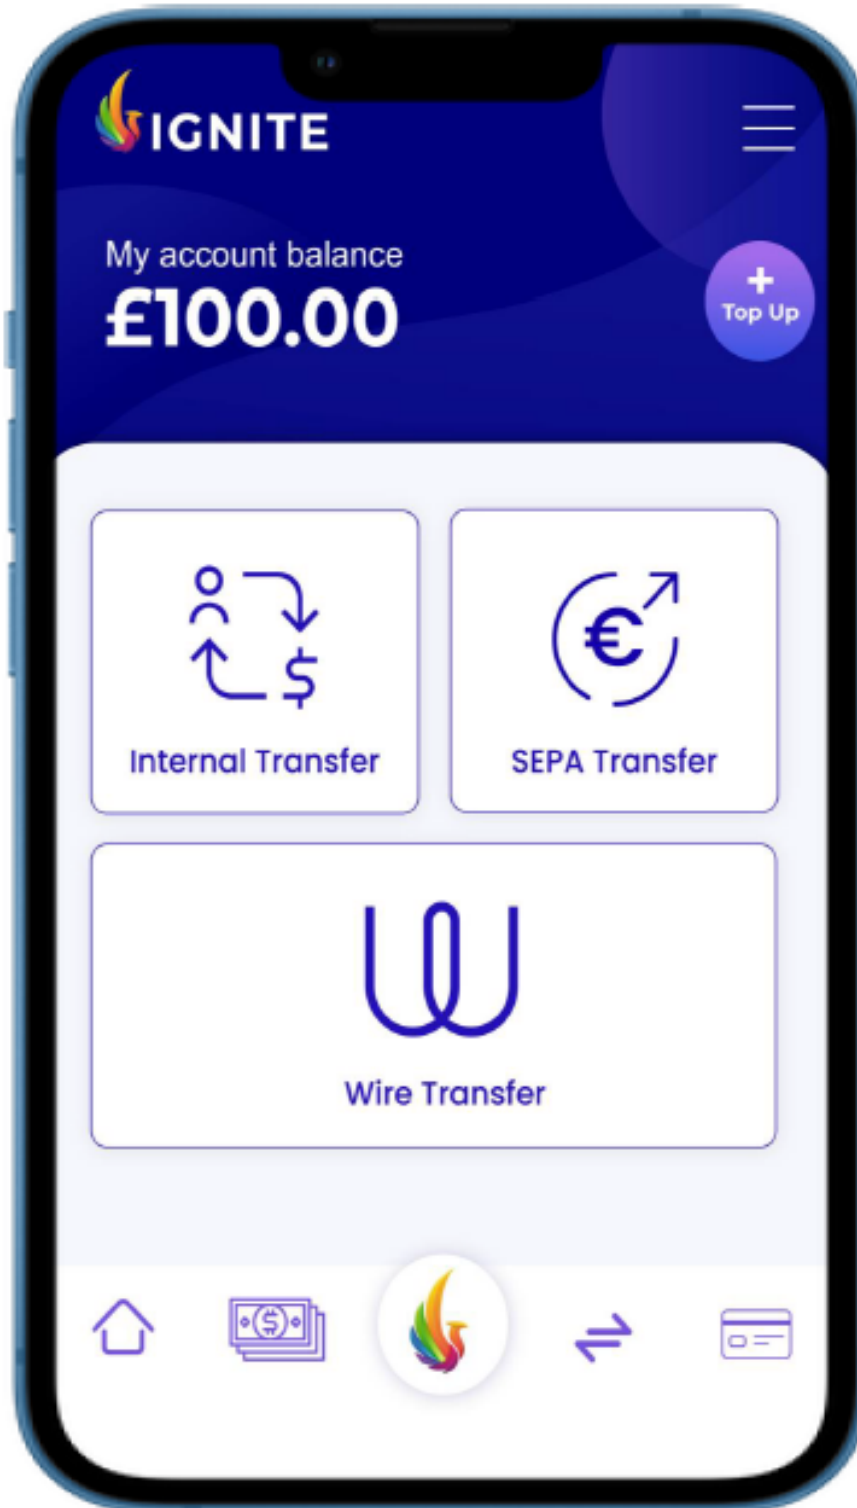 IGNITE
My account balance
£100.00
+
Top Up
Internal Transfer
SEPA Transfer
Wire Transfer